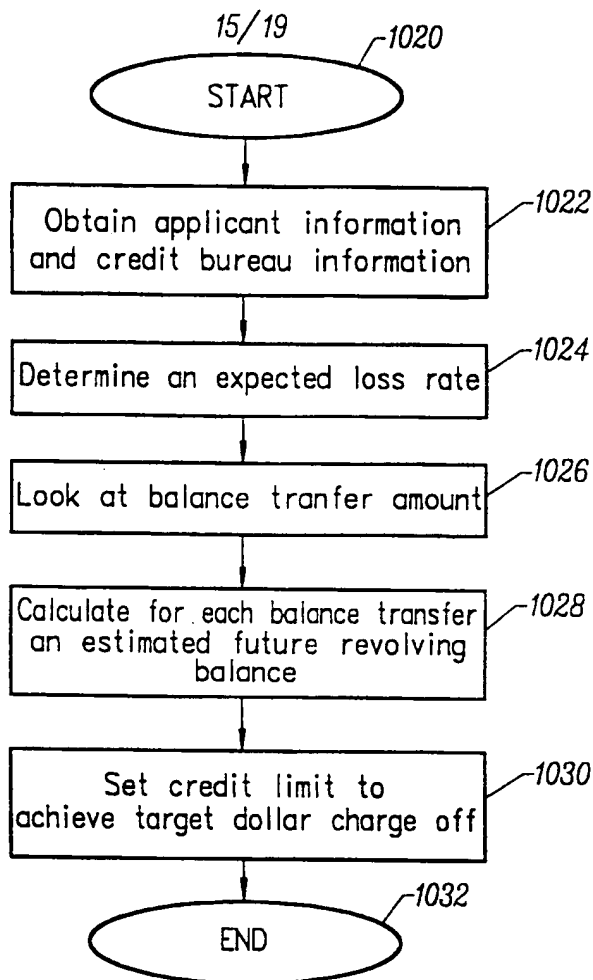 15/19
1020
START
1022
Obtain applicant information
and credit bureau information
1024
Determine an expected loss rate
1026
Look at balance tranfer amount
1028
Calculate for each balance transfer
an estimated future revolving
balance
1030
Set credit limit to
achieve target dollar charge off
1032
END